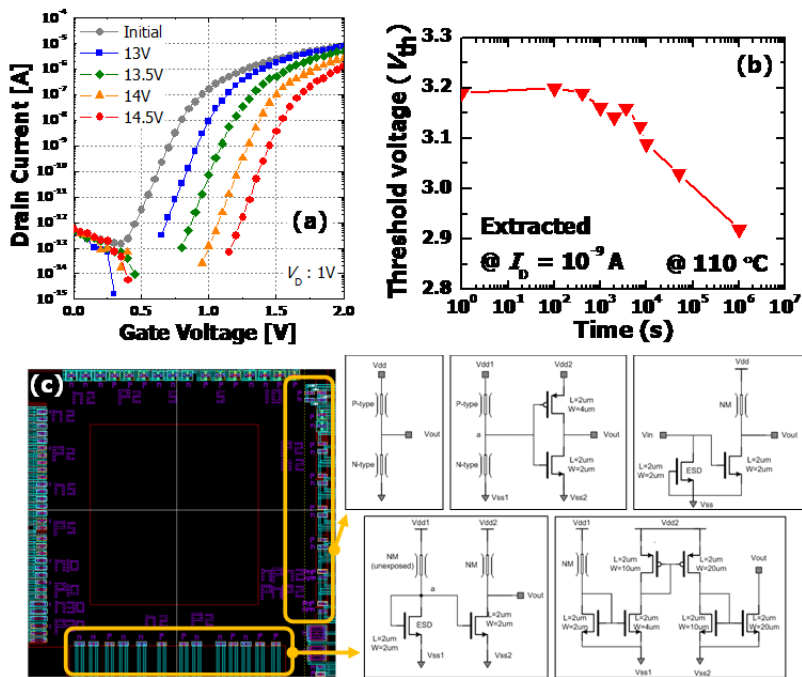 (a)
Drain Current [A]
10⁻⁴
10⁻⁵
10⁻⁶
10⁻⁷
10⁻⁸
10⁻⁹
10⁻¹⁰
10⁻¹¹
10⁻¹²
10⁻¹³
10⁻¹⁴
10⁻¹⁵
Initial
13V
13.5V
14V
14.5V
V_D : 1V
0.0 0.5 1.0 1.5 2.0
Gate Voltage [V]
(b)
Threshold voltage (V_th)
3.3
3.2
3.1
3.0
2.9
2.8
Extracted
@ I_D = 10⁻⁹ A @ 110 °C
10⁰ 10¹ 10² 10³ 10⁴ 10⁵ 10⁶ 10⁷
Time (s)
(c)
Vdd
P-type
Vout
N-type
Vss
Vdd1 Vdd2
P-type
L=2um
W=4um
a
Vout
N-type
L=2um
W=2um
Vss1 Vss2
Vdd
NM
Vin
Vout
L=2um
W=2um
ESD
L=2um
W=2um
Vss
Vdd1 Vdd2
NM
(unexposed)
NM
a
Vout
ESD
L=2um
W=2um
L=2um
W=2um
Vss1 Vss2
Vdd1 Vdd2
NM
L=2um
W=10um
L=2um
W=20um
Vout
L=2um
W=2um
L=2um
W=4um
L=2um
W=10um
L=2um
W=20um
Vss1 Vss2